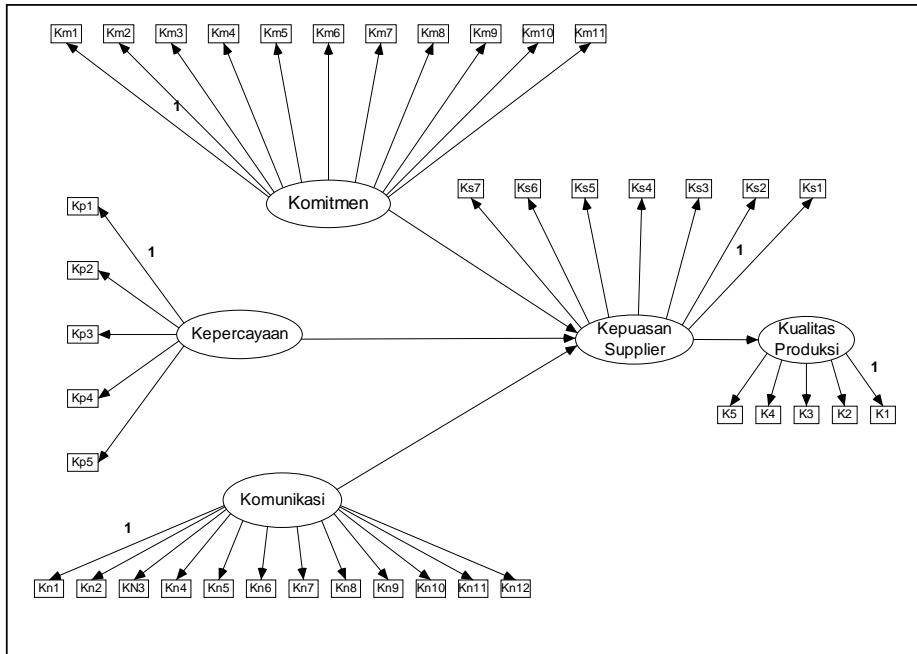 Km1 Km2 Km3 Km4 Km5 Km6 Km7 Km8 Km9 Km10 Km11
1
Komitmen
Ks7 Ks6 Ks5 Ks4 Ks3 Ks2 Ks1
1
Kp1
1
Kp2
Kp3
Kp4
Kp5
Kepercayaan
Kepuasan
Supplier
Kualitas
Produksi
1
K5 K4 K3 K2 K1
Komunikasi
1
Kn1 Kn2 KN3 Kn4 Kn5 Kn6 Kn7 Kn8 Kn9 Kn10 Kn11 Kn12